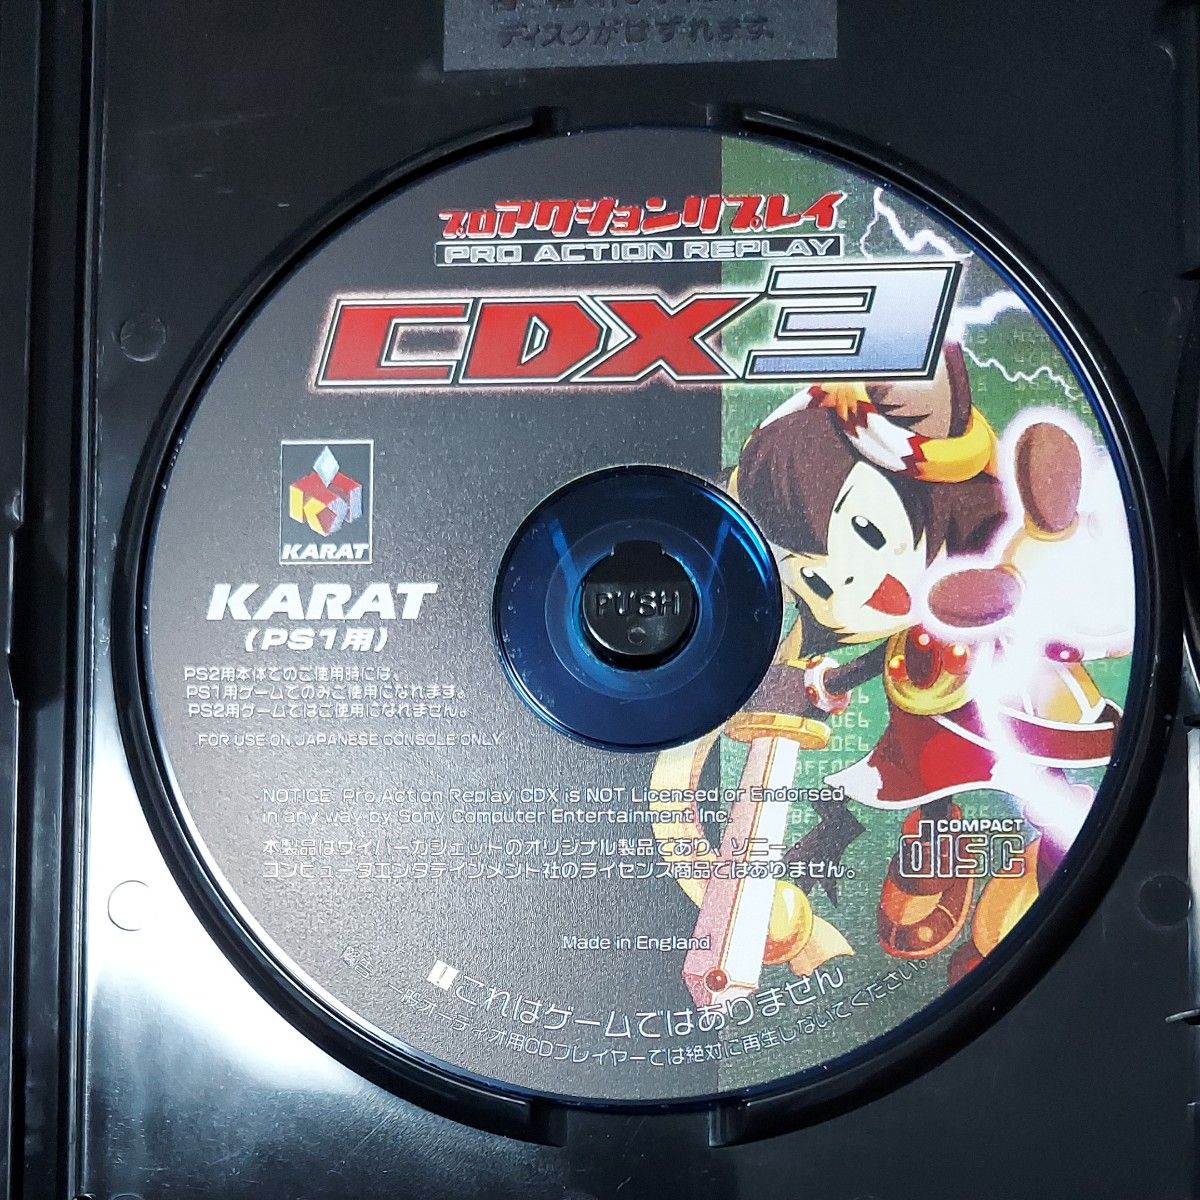 ディスクがはずれます
プロアクションリプレイ
PRO ACTION REPLAY
CDX3
KARAT
KARAT
(PS1用)
PS2用本体でのご使用時には、
PS1用ゲームでのみご使用になれます。
PS2用ゲームではご使用になれません。
FOR USE ON JAPANESE CONSOLE ONLY
PUSH
NOTICE: Pro Action Replay CDX is NOT Licensed or Endorsed
in any way by Sony Computer Entertainment Inc.
本製品はサイバーガジェットのオリジナル製品であり、ソニー
コンピュータエンタテインメント社のライセンス商品ではありません。
COMPACT
disc
Made in England
警告
! これはゲームではありません
一般オーディオ用CDプレイヤーでは絶対に再生しないでください。